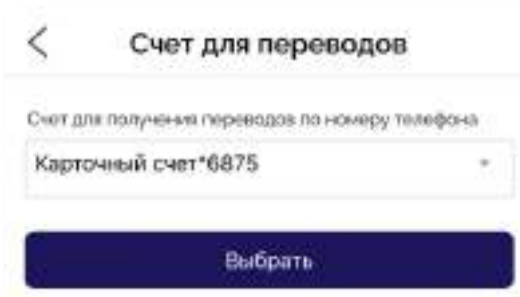 Счет для переводов
Счет для получения переводов по номеру телефона
Карточный счет*6875
Выбрать